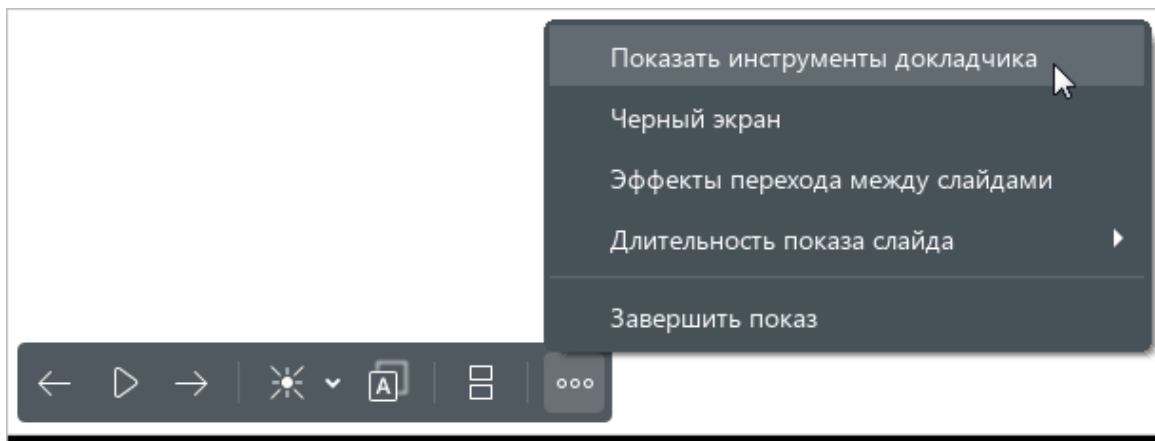 Показать инструменты докладчика
Черный экран
Эффекты перехода между слайдами
Длительность показа слайда
Завершить показ
A